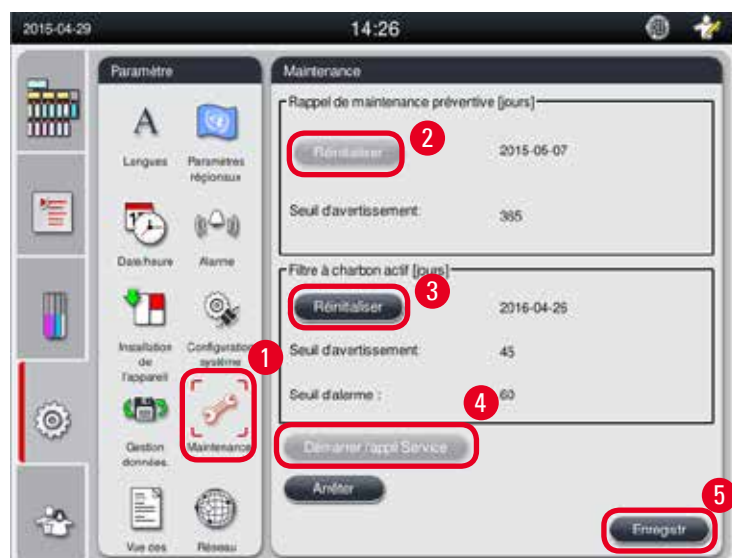 2015-04-29
14:26
Paramètre
Maintenance
A
Langues
Paramètres
régionaux
Date/heure
Alarme
Installation
de
l'appareil
Configuration
système
1
Gestion
données.
Maintenance
Vue des
Réseau
Rappel de maintenance préventive [jours]
Réinitialiser
2
2015-05-07
Seuil d'avertissement:
365
Filtre à charbon actif [jours]
3
Réinitialiser
2016-04-26
Seuil d'avertissement
45
Seuil d'alarme :
4
60
Démarrer l'appli Service
Arrêter
5
Enregistr